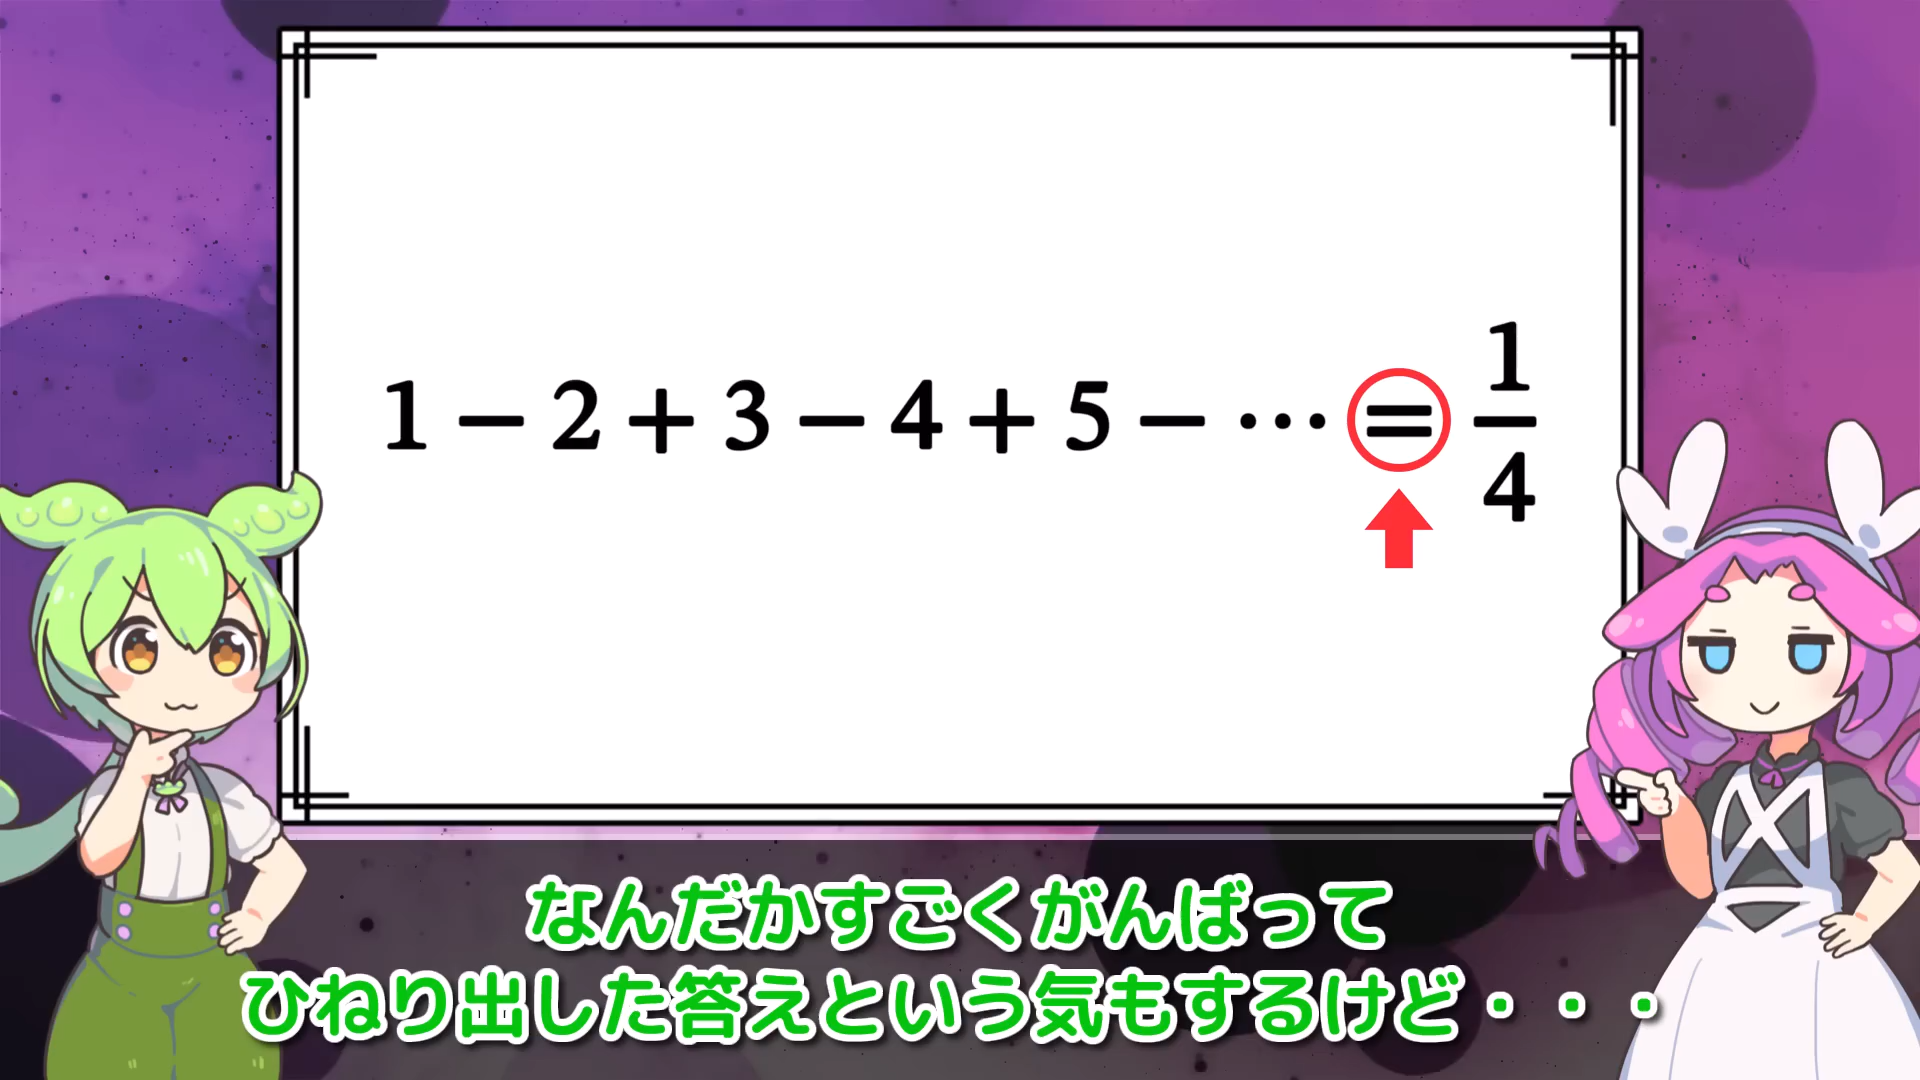 1 − 2 + 3 − 4 + 5 − ⋯ = 1/4
なんだかすごくがんばって
ひねり出した答えという気もするけど・・・